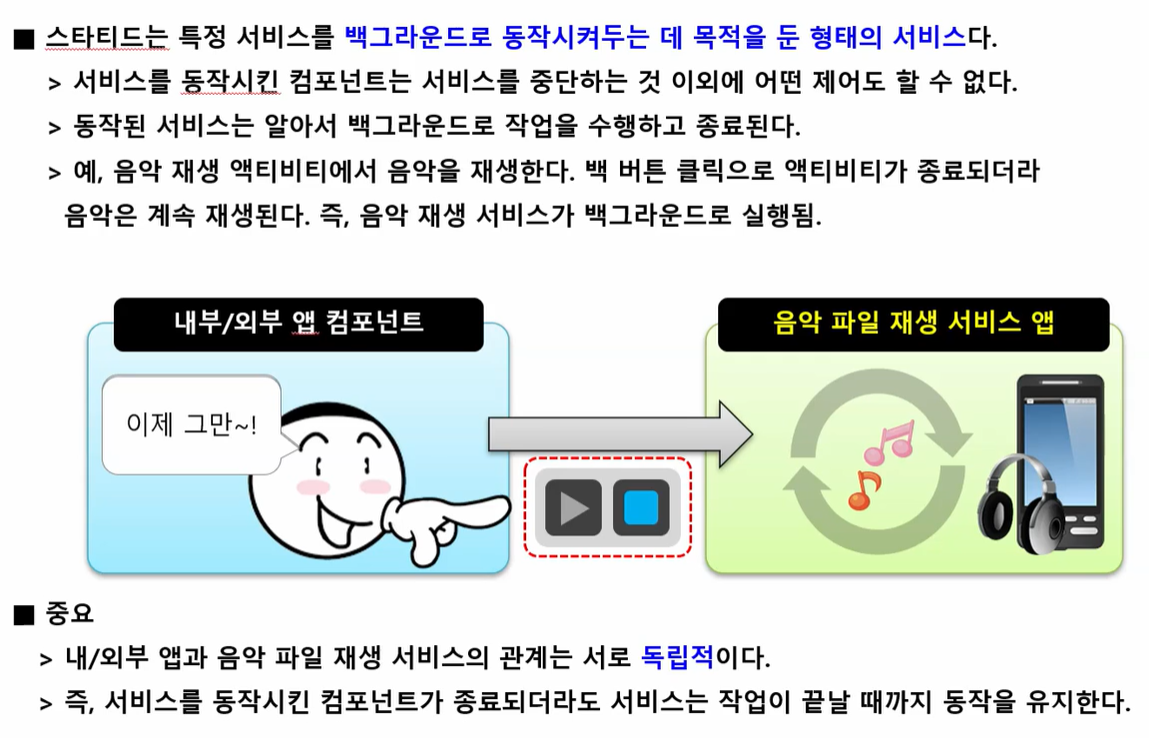 ■ 스타티드는 특정 서비스를 백그라운드로 동작시켜두는 데 목적을 둔 형태의 서비스다.
> 서비스를 동작시킨 컴포넌트는 서비스를 중단하는 것 이외에 어떤 제어도 할 수 없다.
> 동작된 서비스는 알아서 백그라운드로 작업을 수행하고 종료된다.
> 예, 음악 재생 액티비티에서 음악을 재생한다. 백 버튼 클릭으로 액티비티가 종료되더라
음악은 계속 재생된다. 즉, 음악 재생 서비스가 백그라운드로 실행됨.
내부/외부 앱 컴포넌트
음악 파일 재생 서비스 앱
이제 그만~!
■ 중요
> 내/외부 앱과 음악 파일 재생 서비스의 관계는 서로 독립적이다.
> 즉, 서비스를 동작시킨 컴포넌트가 종료되더라도 서비스는 작업이 끝날 때까지 동작을 유지한다.